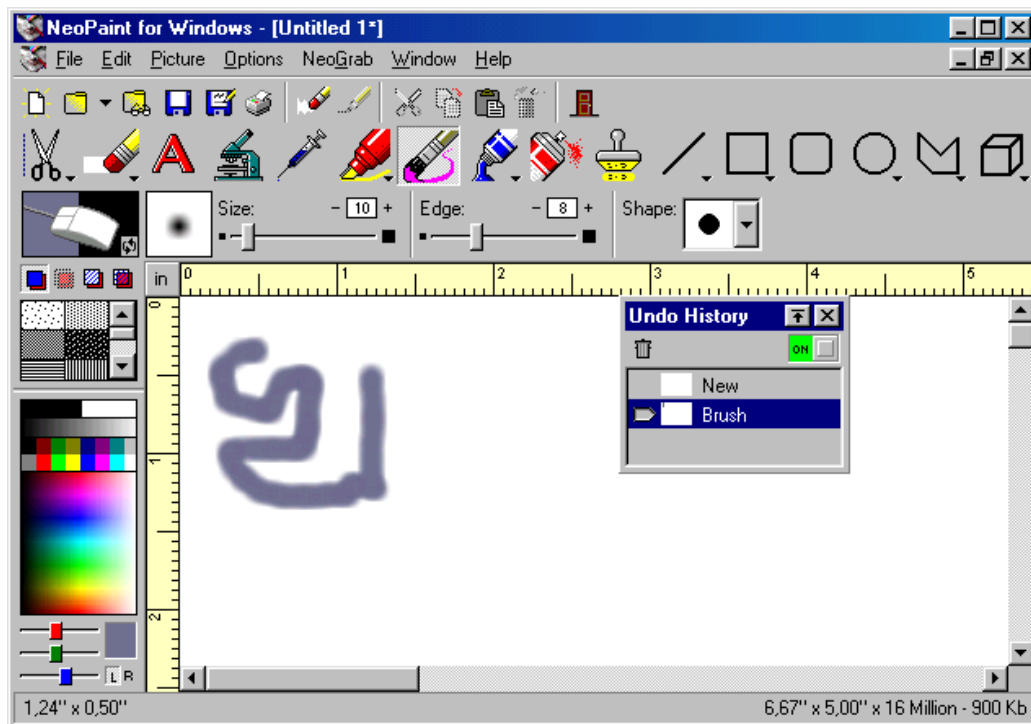 NeoPaint for Windows - [Untitled 1*]
File Edit Picture Options NeoGrab Window Help
Size: - 10 + Edge: - 8 + Shape:
in 0 1 2 3 4 5
0
Undo History
ON
New
Brush
1
2
L R
1,24" x 0,50" 6,67" x 5,00" x 16 Million - 900 Kb